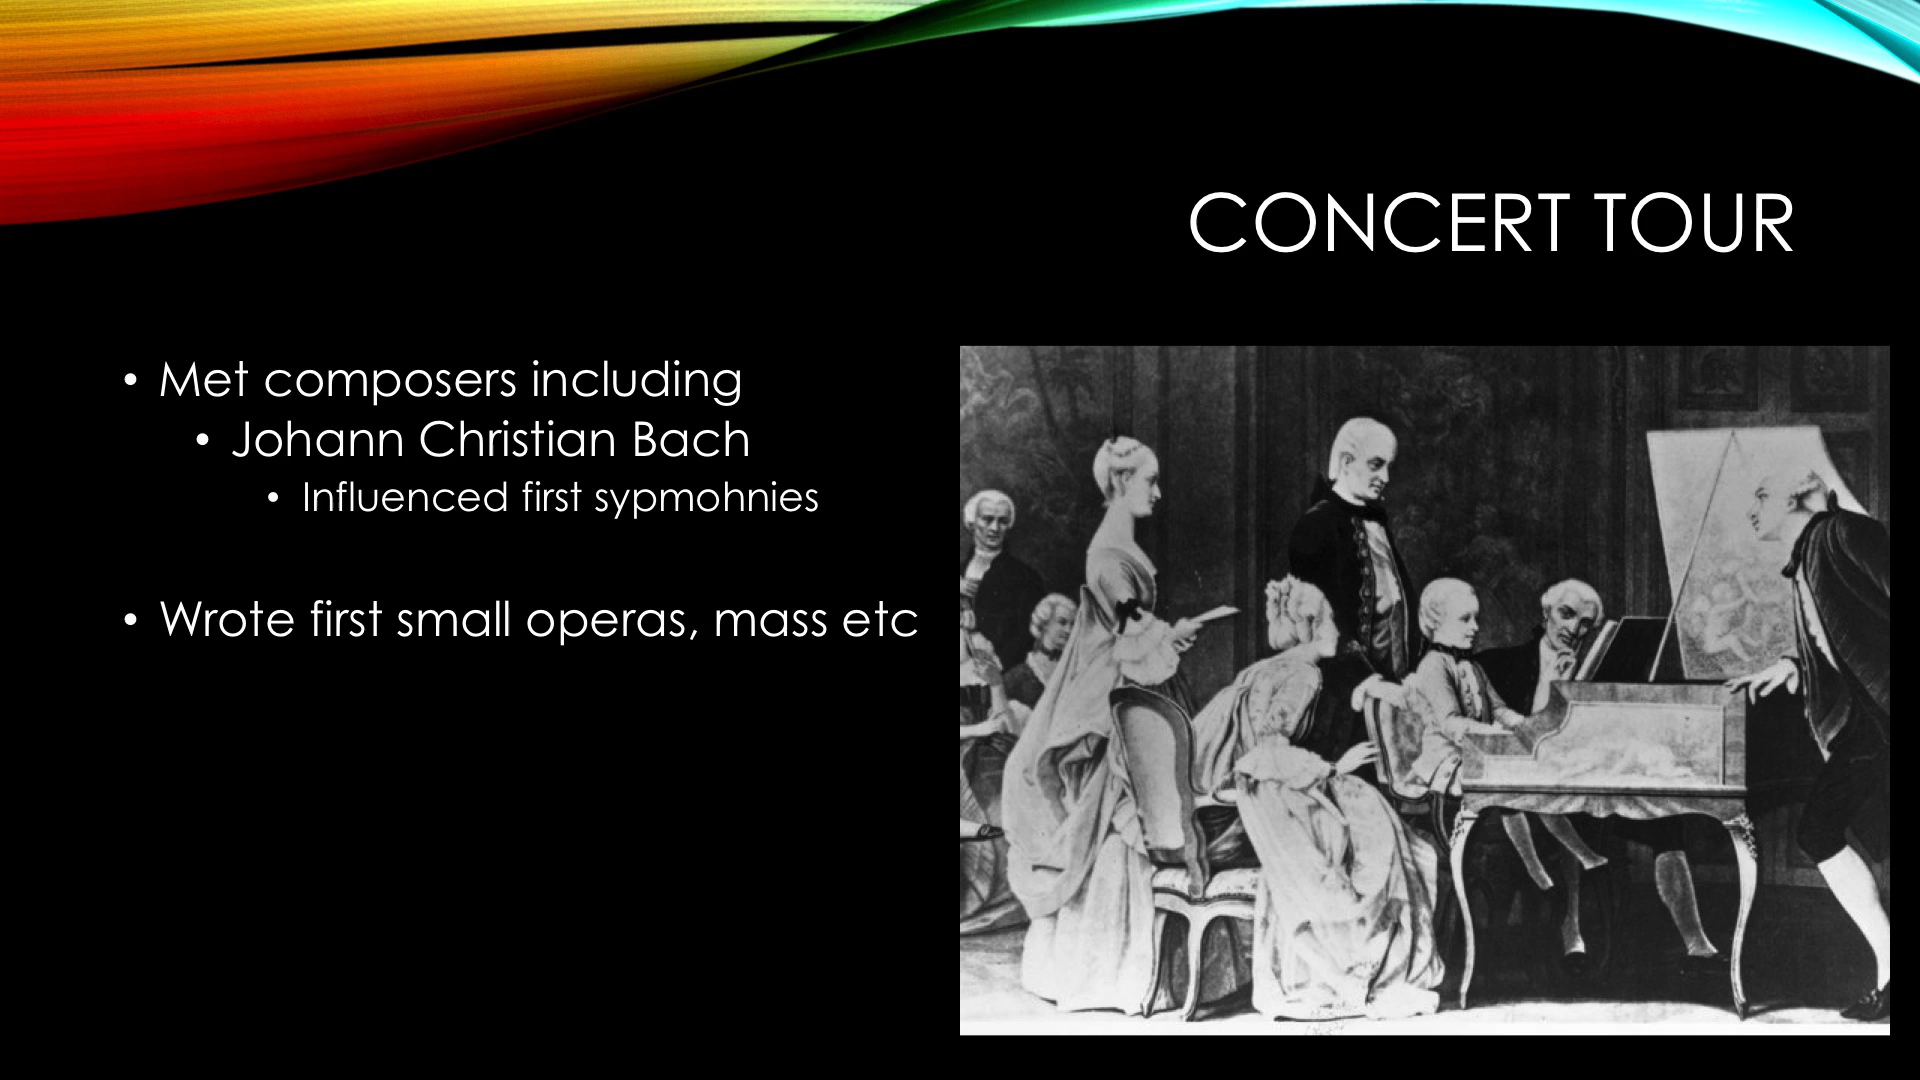 CONCERT TOUR
• Met composers including
• Johann Christian Bach
• Influenced first sypmohnies
• Wrote first small operas, mass etc